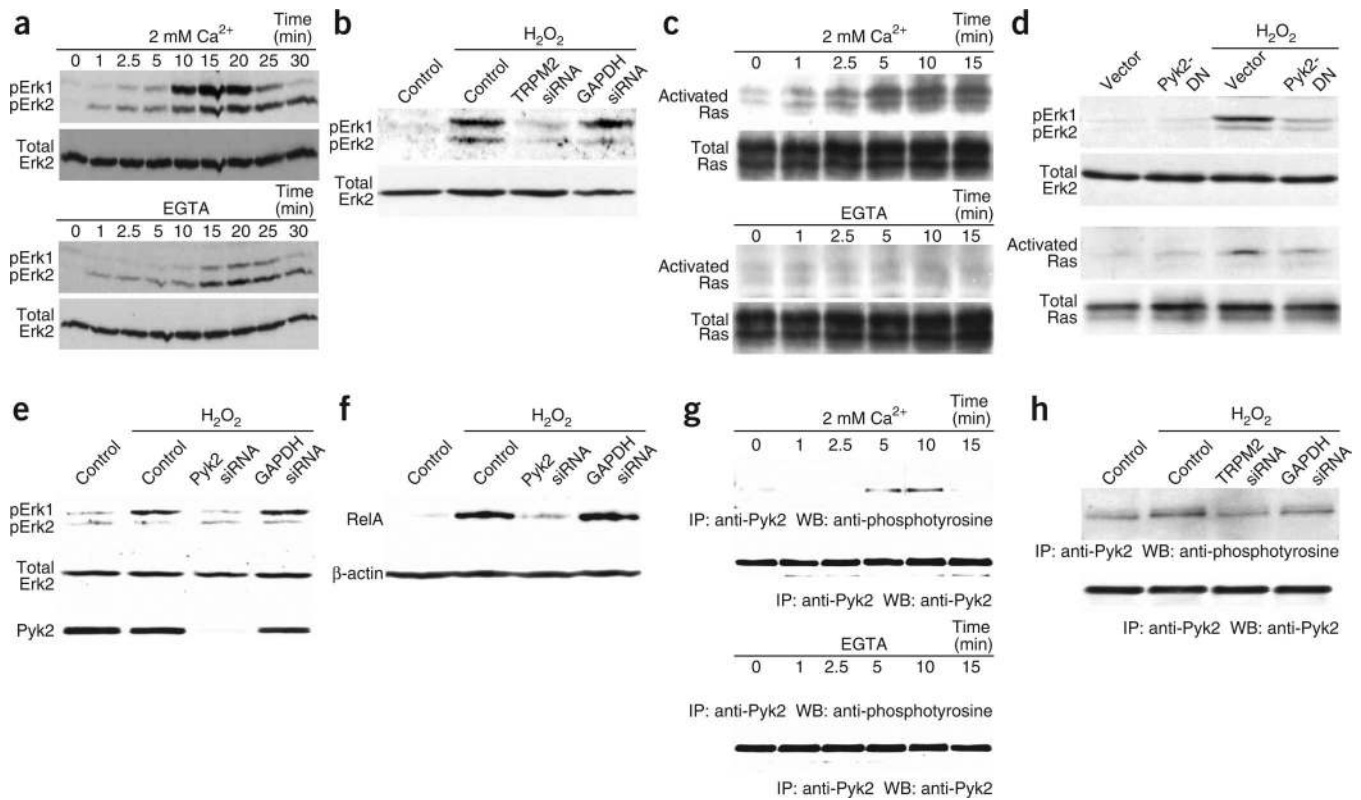 a
2 mM Ca²⁺
Time (min)
0 1 2.5 5 10 15 20 25 30
pErk1
pErk2
Total Erk2
EGTA
Time (min)
0 1 2.5 5 10 15 20 25 30
pErk1
pErk2
Total Erk2
b
H₂O₂
Control
Control
TRPM2 siRNA
GAPDH siRNA
pErk1
pErk2
Total Erk2
c
2 mM Ca²⁺
Time (min)
0 1 2.5 5 10 15
Activated Ras
Total Ras
EGTA
Time (min)
0 1 2.5 5 10 15
Activated Ras
Total Ras
d
H₂O₂
Vector
Pyk2-DN
Vector
Pyk2-DN
pErk1
pErk2
Total Erk2
Activated Ras
Total Ras
e
H₂O₂
Control
Control
Pyk2 siRNA
GAPDH siRNA
pErk1
pErk2
Total Erk2
Pyk2
f
H₂O₂
Control
Control
Pyk2 siRNA
GAPDH siRNA
RelA
β-actin
g
2 mM Ca²⁺
Time (min)
0 1 2.5 5 10 15
IP: anti-Pyk2 WB: anti-phosphotyrosine
IP: anti-Pyk2 WB: anti-Pyk2
EGTA
Time (min)
0 1 2.5 5 10 15
IP: anti-Pyk2 WB: anti-phosphotyrosine
IP: anti-Pyk2 WB: anti-Pyk2
h
H₂O₂
Control
Control
TRPM2 siRNA
GAPDH siRNA
IP: anti-Pyk2 WB: anti-phosphotyrosine
IP: anti-Pyk2 WB: anti-Pyk2